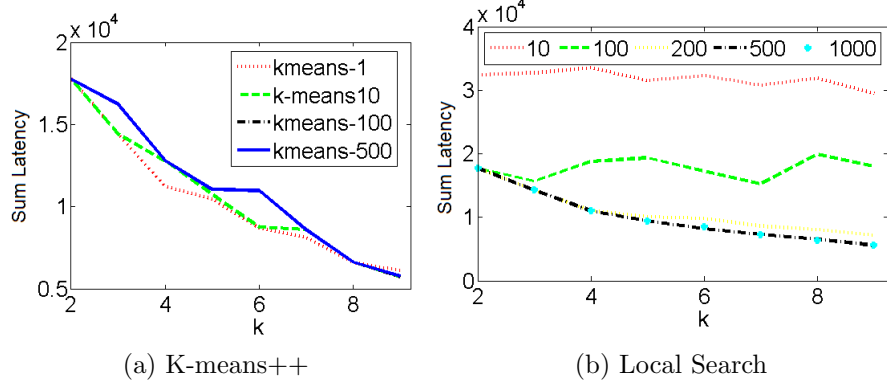 2 x 10^4
Sum Latency
1.5
1
0.5
2
4
6
8
k
kmeans-1
k-means10
kmeans-100
kmeans-500
(a) K-means++
4 x 10^4
Sum Latency
3
2
1
0
2
4
6
8
k
10 100 200 500 1000
(b) Local Search